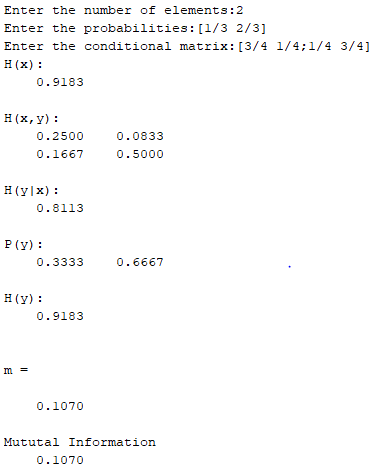 Enter the number of elements:2
Enter the probabilities:[1/3 2/3]
Enter the conditional matrix:[3/4 1/4;1/4 3/4]
H(x):
0.9183
H(x,y):
0.2500 0.0833
0.1667 0.5000
H(y|x):
0.8113
P(y):
0.3333 0.6667
H(y):
0.9183
m =
0.1070
Mututal Information
0.1070